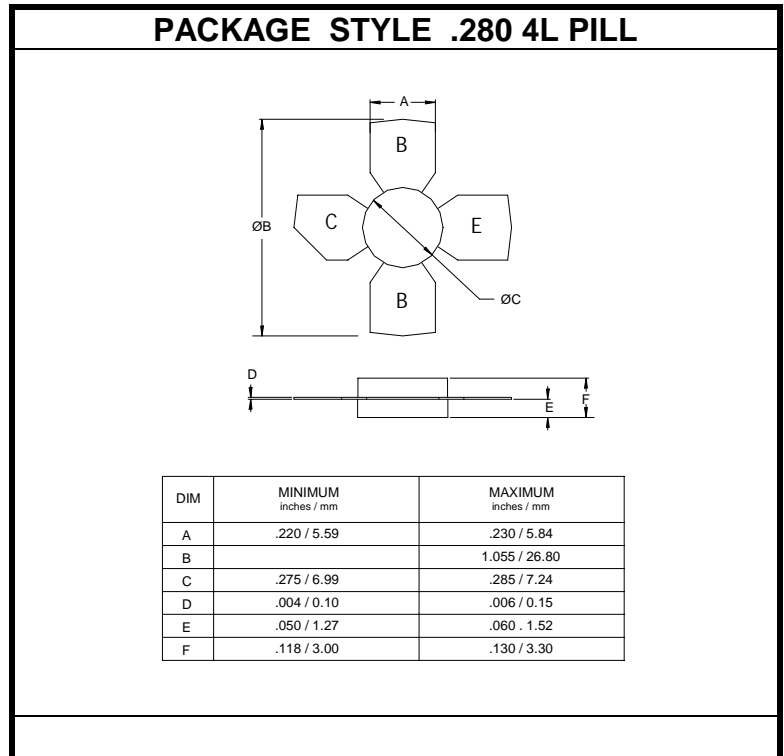 PACKAGE STYLE .280 4L PILL
A
B
ØB
C
E
B
ØC
D
E
F
DIM MINIMUM MAXIMUM
inches / mm inches / mm
A .220 / 5.59 .230 / 5.84
B 1.055 / 26.80
C .275 / 6.99 .285 / 7.24
D .004 / 0.10 .006 / 0.15
E .050 / 1.27 .060 . 1.52
F .118 / 3.00 .130 / 3.30